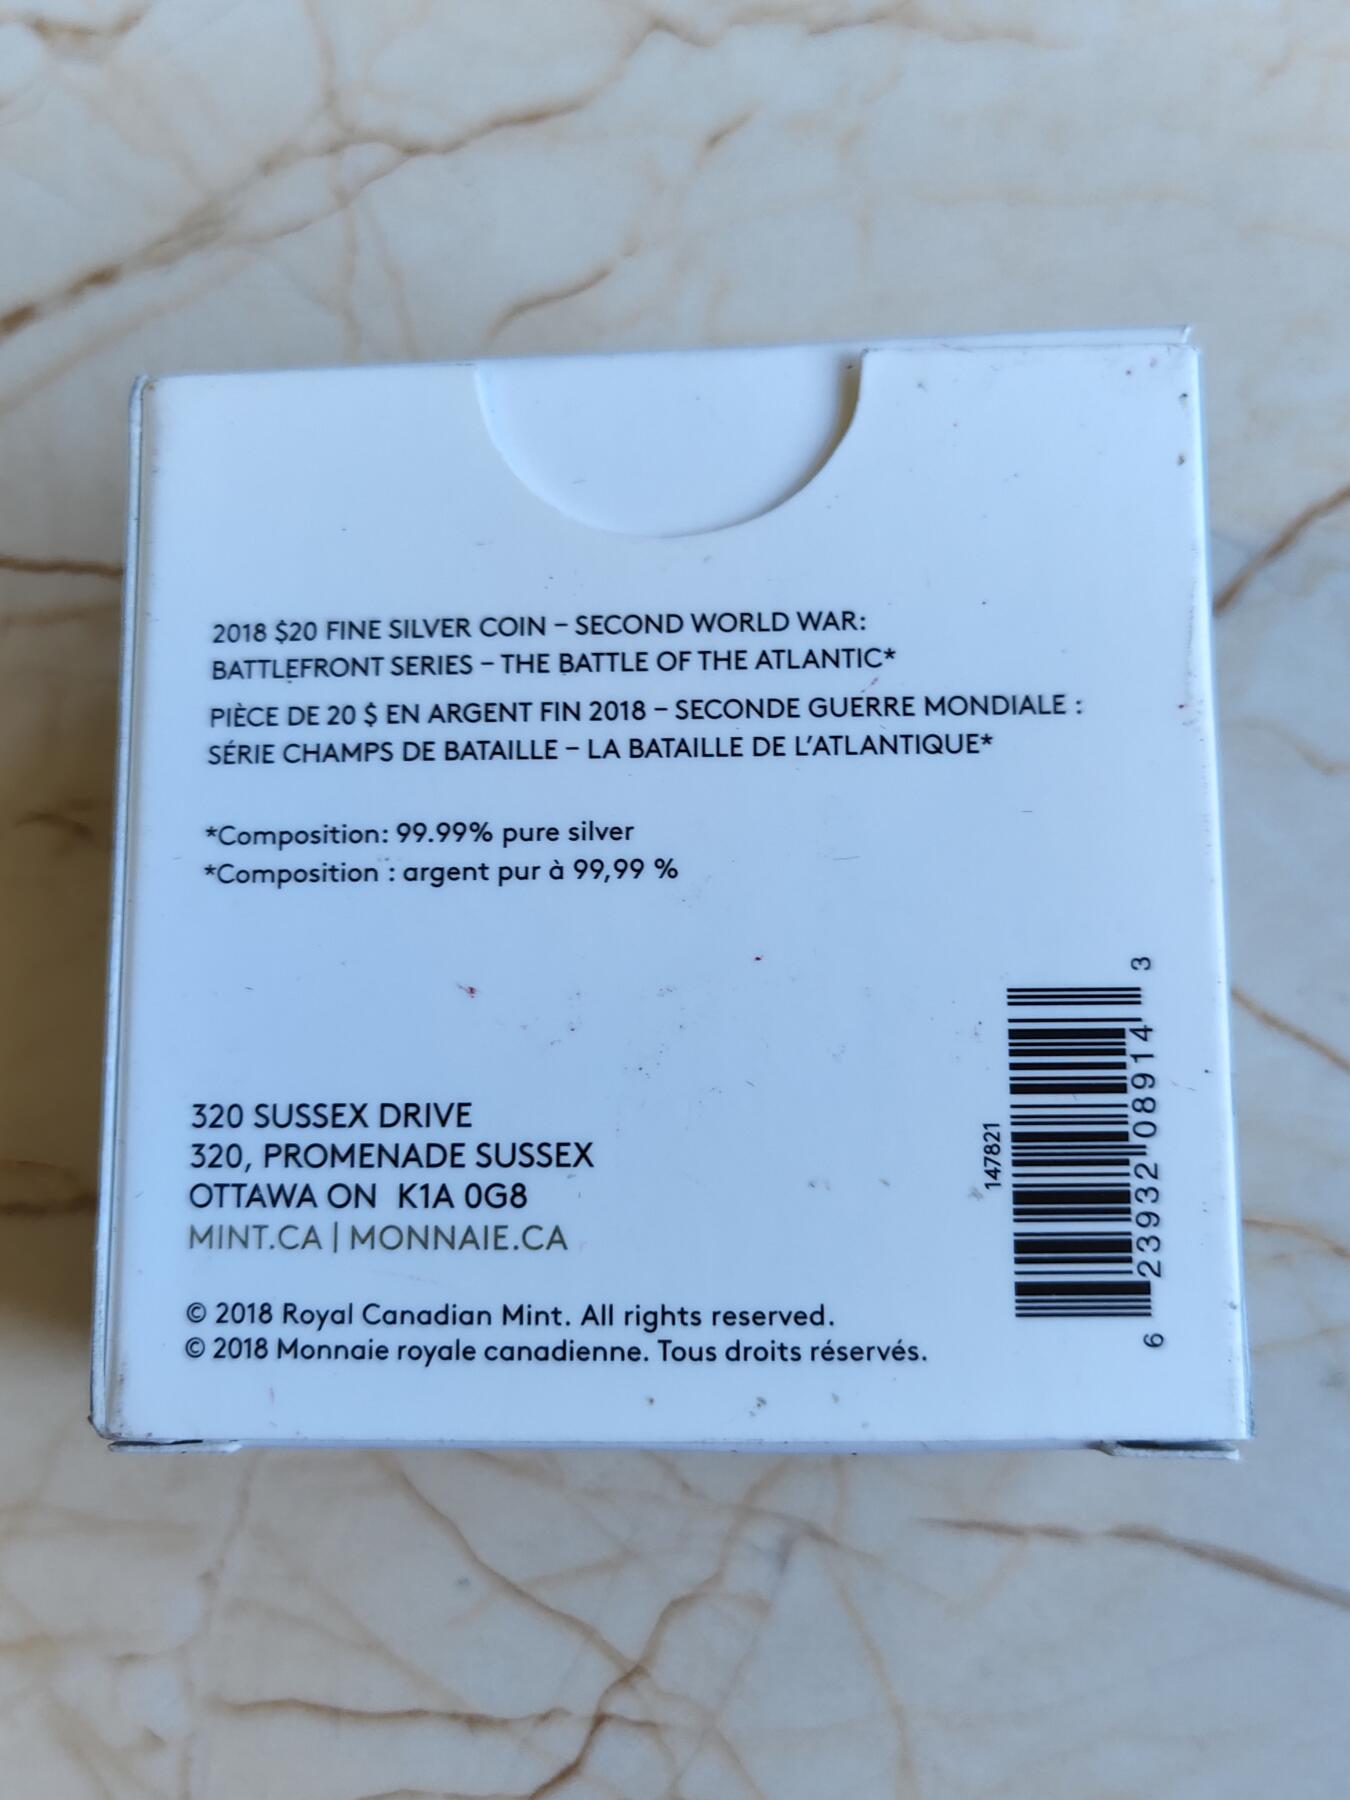 2018 $20 FINE SILVER COIN – SECOND WORLD WAR:
BATTLEFRONT SERIES – THE BATTLE OF THE ATLANTIC*
PIÈCE DE 20 $ EN ARGENT FIN 2018 – SECONDE GUERRE MONDIALE :
SÉRIE CHAMPS DE BATAILLE – LA BATAILLE DE L'ATLANTIQUE*
*Composition: 99.99% pure silver
*Composition : argent pur à 99,99 %
320 SUSSEX DRIVE
320, PROMENADE SUSSEX
OTTAWA ON K1A 0G8
MINT.CA | MONNAIE.CA
© 2018 Royal Canadian Mint. All rights reserved.
© 2018 Monnaie royale canadienne. Tous droits réservés.
147821
6 23932 08914 3